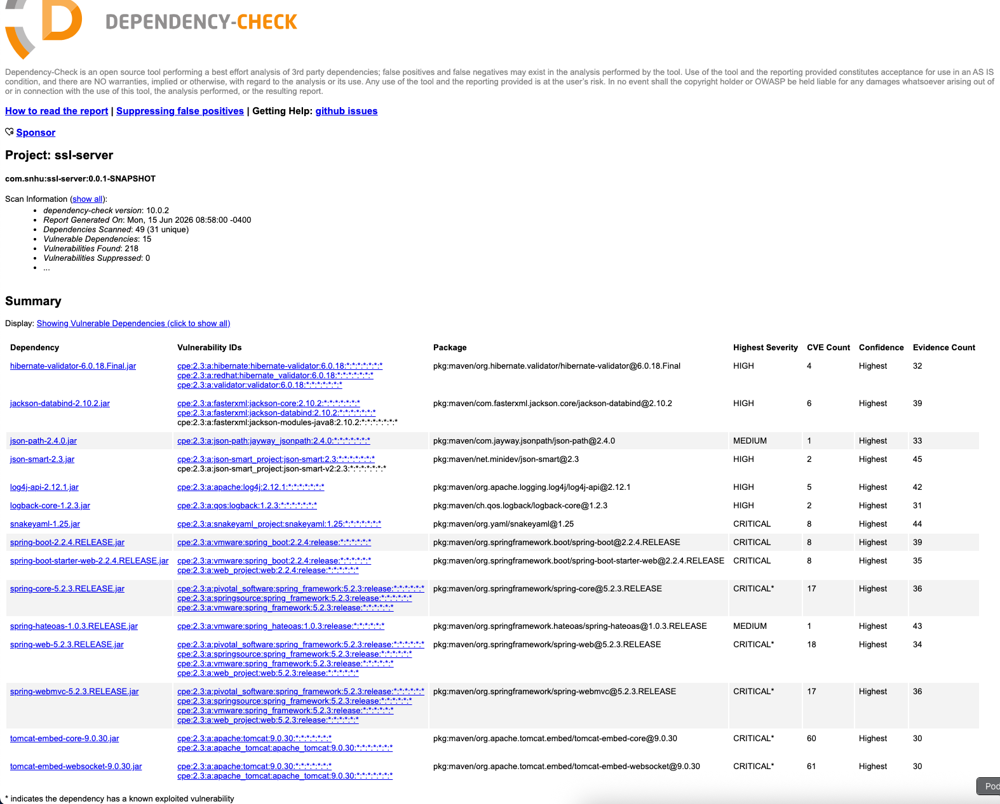 DEPENDENCY-CHECK
Dependency-Check is an open source tool performing a best effort analysis of 3rd party dependencies; false positives and false negatives may exist in the analysis performed by the tool. Use of the tool and the reporting provided constitutes acceptance for use in an AS IS
condition, and there are NO warranties, implied or otherwise, with regard to the analysis or its use. Any use of the tool and the reporting provided is at the user's risk. In no event shall the copyright holder or OWASP be held liable for any damages whatsoever arising out of
or in connection with the use of this tool, the analysis performed, or the resulting report.
How to read the report | Suppressing false positives | Getting Help: github issues
Sponsor
Project: ssl-server
com.snhu:ssl-server:0.0.1-SNAPSHOT
Scan Information (show all):
• dependency-check version: 10.0.2
• Report Generated On: Mon, 15 Jun 2026 08:58:00 -0400
• Dependencies Scanned: 49 (31 unique)
• Vulnerable Dependencies: 15
• Vulnerabilities Found: 218
• Vulnerabilities Suppressed: 0
• ...
Summary
Display: Showing Vulnerable Dependencies (click to show all)
Dependency Vulnerability IDs Package Highest Severity CVE Count Confidence Evidence Count
hibernate-validator-6.0.18.Final.jar cpe:2.3:a:hibernate:hibernate-validator:6.0.18:*:*:*:*:*:*:* pkg:maven/org.hibernate.validator/hibernate-validator@6.0.18.Final HIGH 4 Highest 32
cpe:2.3:a:redhat:hibernate_validator:6.0.18:*:*:*:*:*:*:*
cpe:2.3:a:validator:validator:6.0.18:*:*:*:*:*:*:*
jackson-databind-2.10.2.jar cpe:2.3:a:fasterxml:jackson-core:2.10.2:*:*:*:*:*:*:* pkg:maven/com.fasterxml.jackson.core/jackson-databind@2.10.2 HIGH 6 Highest 39
cpe:2.3:a:fasterxml:jackson-databind:2.10.2:*:*:*:*:*:*:*
cpe:2.3:a:fasterxml:jackson-modules-java8:2.10.2:*:*:*:*:*:*:*
json-path-2.4.0.jar cpe:2.3:a:json-path:jayway_jsonpath:2.4.0:*:*:*:*:*:*:* pkg:maven/com.jayway.jsonpath/json-path@2.4.0 MEDIUM 1 Highest 33
json-smart-2.3.jar cpe:2.3:a:json-smart_project:json-smart:2.3:*:*:*:*:*:*:* pkg:maven/net.minidev/json-smart@2.3 HIGH 2 Highest 45
cpe:2.3:a:json-smart_project:json-smart-v2:2.3:*:*:*:*:*:*:*
log4j-api-2.12.1.jar cpe:2.3:a:apache:log4j:2.12.1:*:*:*:*:*:*:* pkg:maven/org.apache.logging.log4j/log4j-api@2.12.1 HIGH 5 Highest 42
logback-core-1.2.3.jar cpe:2.3:a:qos:logback:1.2.3:*:*:*:*:*:*:* pkg:maven/ch.qos.logback/logback-core@1.2.3 HIGH 2 Highest 31
snakeyaml-1.25.jar cpe:2.3:a:snakeyaml_project:snakeyaml:1.25:*:*:*:*:*:*:* pkg:maven/org.yaml/snakeyaml@1.25 CRITICAL 8 Highest 44
spring-boot-2.2.4.RELEASE.jar cpe:2.3:a:vmware:spring_boot:2.2.4:release:*:*:*:*:*:* pkg:maven/org.springframework.boot/spring-boot@2.2.4.RELEASE CRITICAL 8 Highest 39
spring-boot-starter-web-2.2.4.RELEASE.jar cpe:2.3:a:vmware:spring_boot:2.2.4:release:*:*:*:*:*:* pkg:maven/org.springframework.boot/spring-boot-starter-web@2.2.4.RELEASE CRITICAL 8 Highest 35
cpe:2.3:a:web_project:web:2.2.4:release:*:*:*:*:*:*
spring-core-5.2.3.RELEASE.jar cpe:2.3:a:pivotal_software:spring_framework:5.2.3:release:*:*:*:*:*:* pkg:maven/org.springframework/spring-core@5.2.3.RELEASE CRITICAL* 17 Highest 36
cpe:2.3:a:springsource:spring_framework:5.2.3:release:*:*:*:*:*:*
cpe:2.3:a:vmware:spring_framework:5.2.3:release:*:*:*:*:*:*
spring-hateoas-1.0.3.RELEASE.jar cpe:2.3:a:vmware:spring_hateoas:1.0.3:release:*:*:*:*:*:* pkg:maven/org.springframework.hateoas/spring-hateoas@1.0.3.RELEASE MEDIUM 1 Highest 43
spring-web-5.2.3.RELEASE.jar cpe:2.3:a:pivotal_software:spring_framework:5.2.3:release:*:*:*:*:*:* pkg:maven/org.springframework/spring-web@5.2.3.RELEASE CRITICAL* 18 Highest 34
cpe:2.3:a:springsource:spring_framework:5.2.3:release:*:*:*:*:*:*
cpe:2.3:a:vmware:spring_framework:5.2.3:release:*:*:*:*:*:*
cpe:2.3:a:web_project:web:5.2.3:release:*:*:*:*:*:*
spring-webmvc-5.2.3.RELEASE.jar cpe:2.3:a:pivotal_software:spring_framework:5.2.3:release:*:*:*:*:*:* pkg:maven/org.springframework/spring-webmvc@5.2.3.RELEASE CRITICAL* 17 Highest 36
cpe:2.3:a:springsource:spring_framework:5.2.3:release:*:*:*:*:*:*
cpe:2.3:a:vmware:spring_framework:5.2.3:release:*:*:*:*:*:*
cpe:2.3:a:web_project:web:5.2.3:release:*:*:*:*:*:*
tomcat-embed-core-9.0.30.jar cpe:2.3:a:apache:tomcat:9.0.30:*:*:*:*:*:*:* pkg:maven/org.apache.tomcat.embed/tomcat-embed-core@9.0.30 CRITICAL* 60 Highest 30
cpe:2.3:a:apache_tomcat:apache_tomcat:9.0.30:*:*:*:*:*:*:*
tomcat-embed-websocket-9.0.30.jar cpe:2.3:a:apache:tomcat:9.0.30:*:*:*:*:*:*:* pkg:maven/org.apache.tomcat.embed/tomcat-embed-websocket@9.0.30 CRITICAL* 61 Highest 30
cpe:2.3:a:apache_tomcat:apache_tomcat:9.0.30:*:*:*:*:*:*:*
* indicates the dependency has a known exploited vulnerability